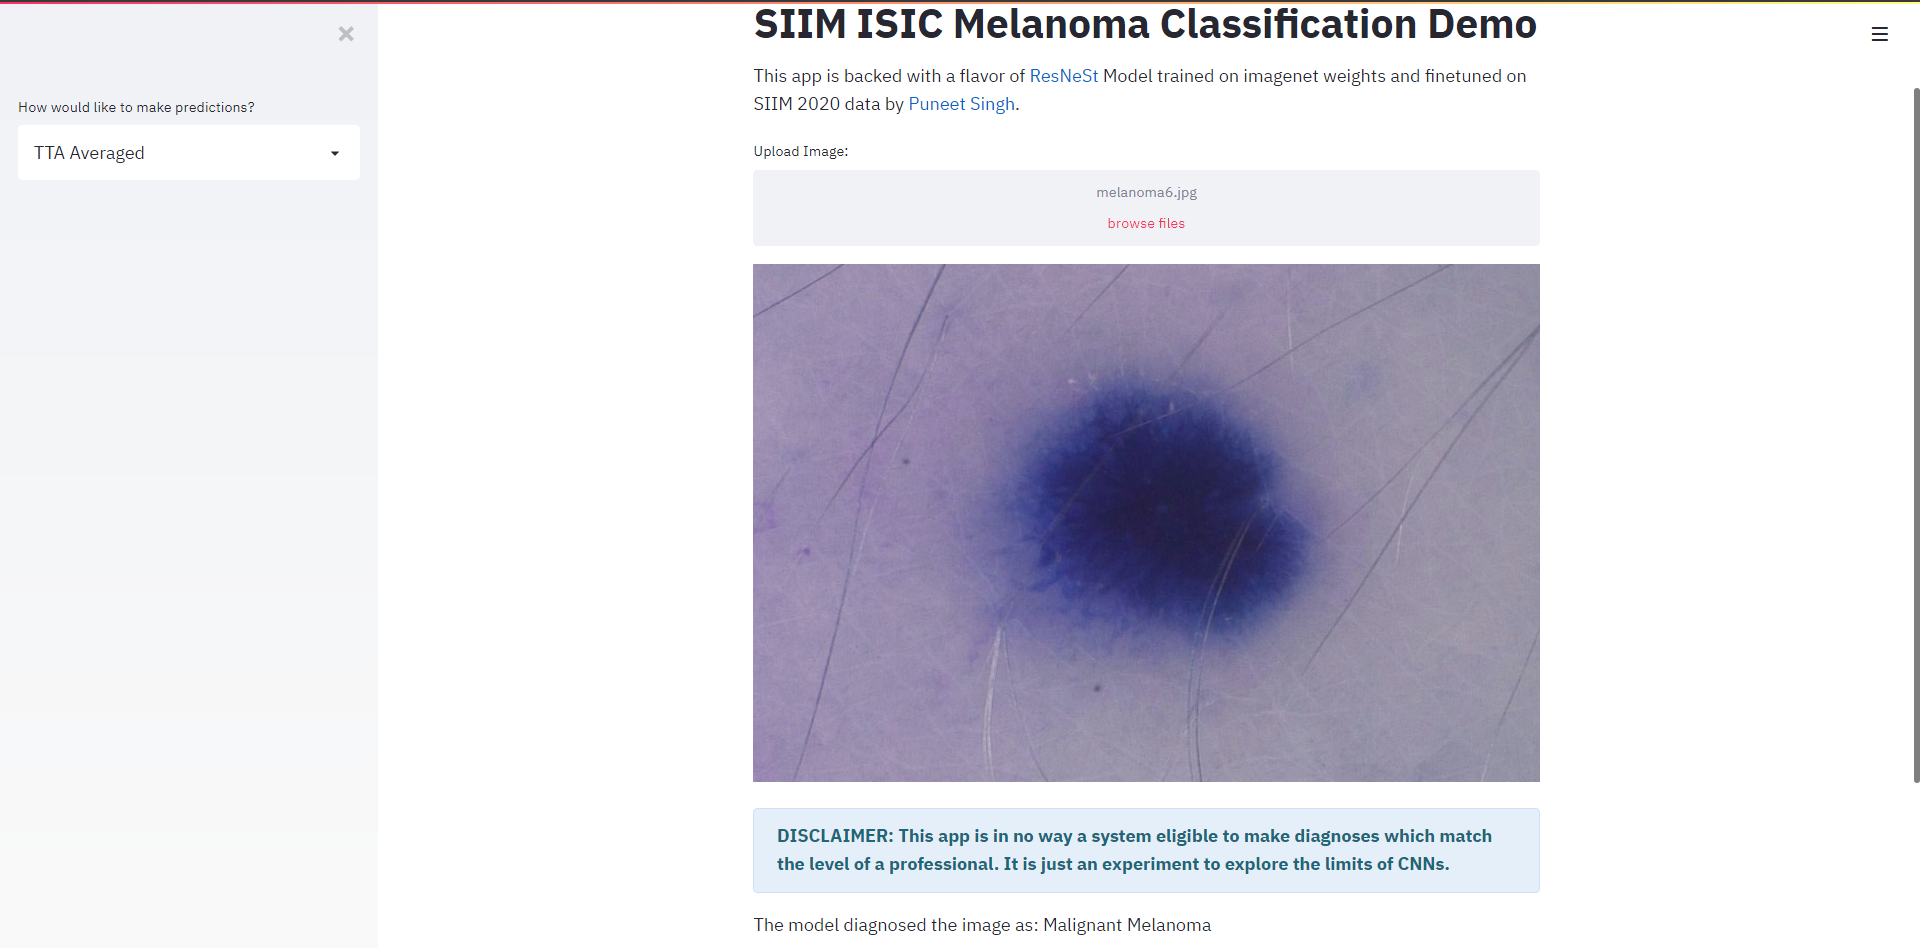 How would like to make predictions?
TTA Averaged
SIIM ISIC Melanoma Classification Demo
This app is backed with a flavor of ResNeSt Model trained on imagenet weights and finetuned on
SIIM 2020 data by Puneet Singh.
Upload Image:
melanoma6.jpg
browse files
DISCLAIMER: This app is in no way a system eligible to make diagnoses which match
the level of a professional. It is just an experiment to explore the limits of CNNs.
The model diagnosed the image as: Malignant Melanoma